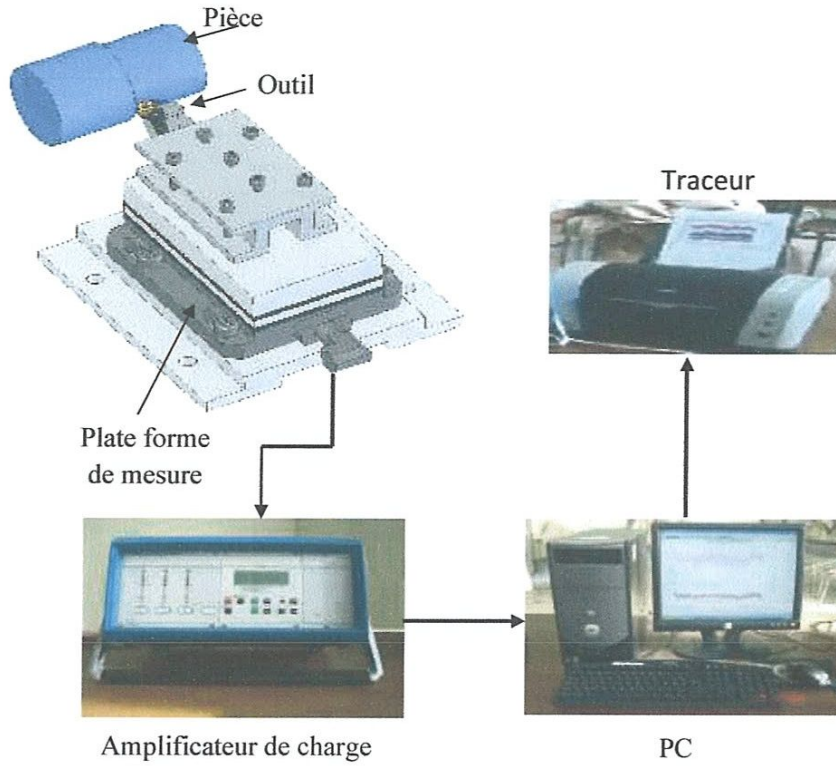 Pièce
Outil
Traceur
Plate forme
de mesure
Amplificateur de charge
PC